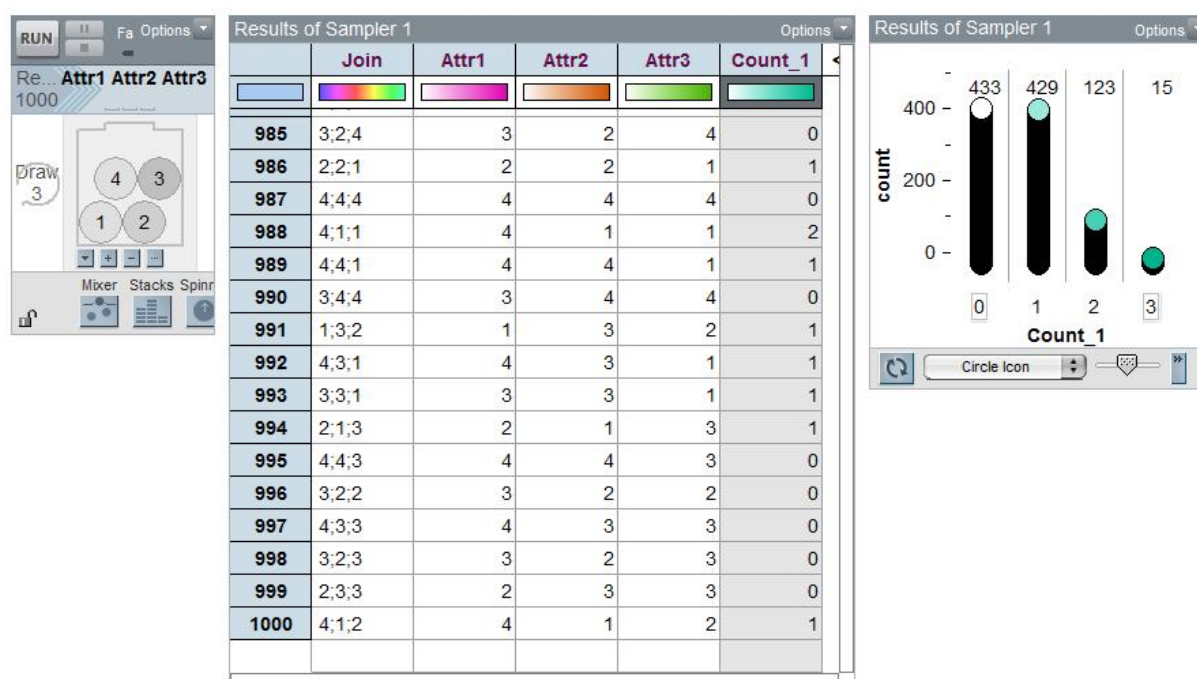 RUN Fa Options
Re... Attr1 Attr2 Attr3
1000
Draw
3
4 3
1 2
Mixer Stacks Spinr
Results of Sampler 1 Options
Join Attr1 Attr2 Attr3 Count_1 <
985 3;2;4 3 2 4 0
986 2;2;1 2 2 1 1
987 4;4;4 4 4 4 0
988 4;1;1 4 1 1 2
989 4;4;1 4 4 1 1
990 3;4;4 3 4 4 0
991 1;3;2 1 3 2 1
992 4;3;1 4 3 1 1
993 3;3;1 3 3 1 1
994 2;1;3 2 1 3 1
995 4;4;3 4 4 3 0
996 3;2;2 3 2 2 0
997 4;3;3 4 3 3 0
998 3;2;3 3 2 3 0
999 2;3;3 2 3 3 0
1000 4;1;2 4 1 2 1
Results of Sampler 1 Options
433 429 123 15
400
200
0
count
0 1 2 3
Count_1
Circle Icon